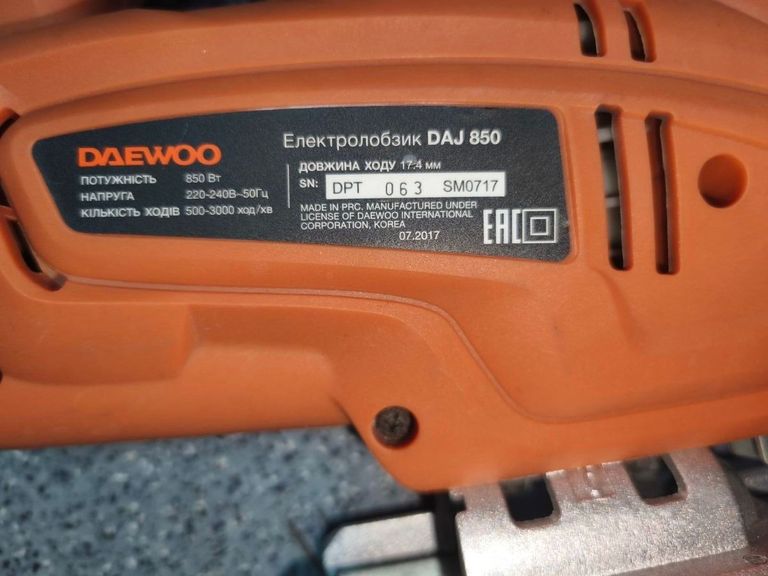 DAEWOO
ПОТУЖНІСТЬ 850 Вт
НАПРУГА 220-240В~50Гц
КІЛЬКІСТЬ ХОДІВ 500-3000 ход/хв
Електролобзик DAJ 850
ДОВЖИНА ХОДУ 17.4 мм
SN: DPT 063 SM0717
MADE IN PRC. MANUFACTURED UNDER
LICENSE OF DAEWOO INTERNATIONAL
CORPORATION, KOREA
07.2017
EAC